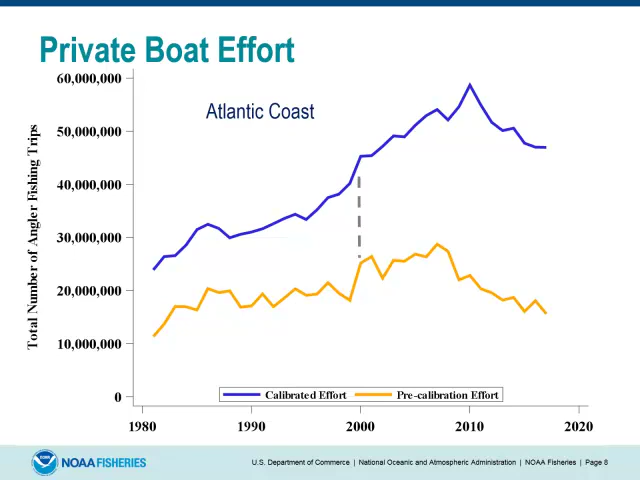 Private Boat Effort
60,000,000
Atlantic Coast
50,000,000
40,000,000
30,000,000
20,000,000
10,000,000
0
Total Number of Angler Fishing Trips
Calibrated Effort
Pre-calibration Effort
1980
1990
2000
2010
2020
NOAA
NOAA FISHERIES
U.S. Department of Commerce | National Oceanic and Atmospheric Administration | NOAA Fisheries | Page 8